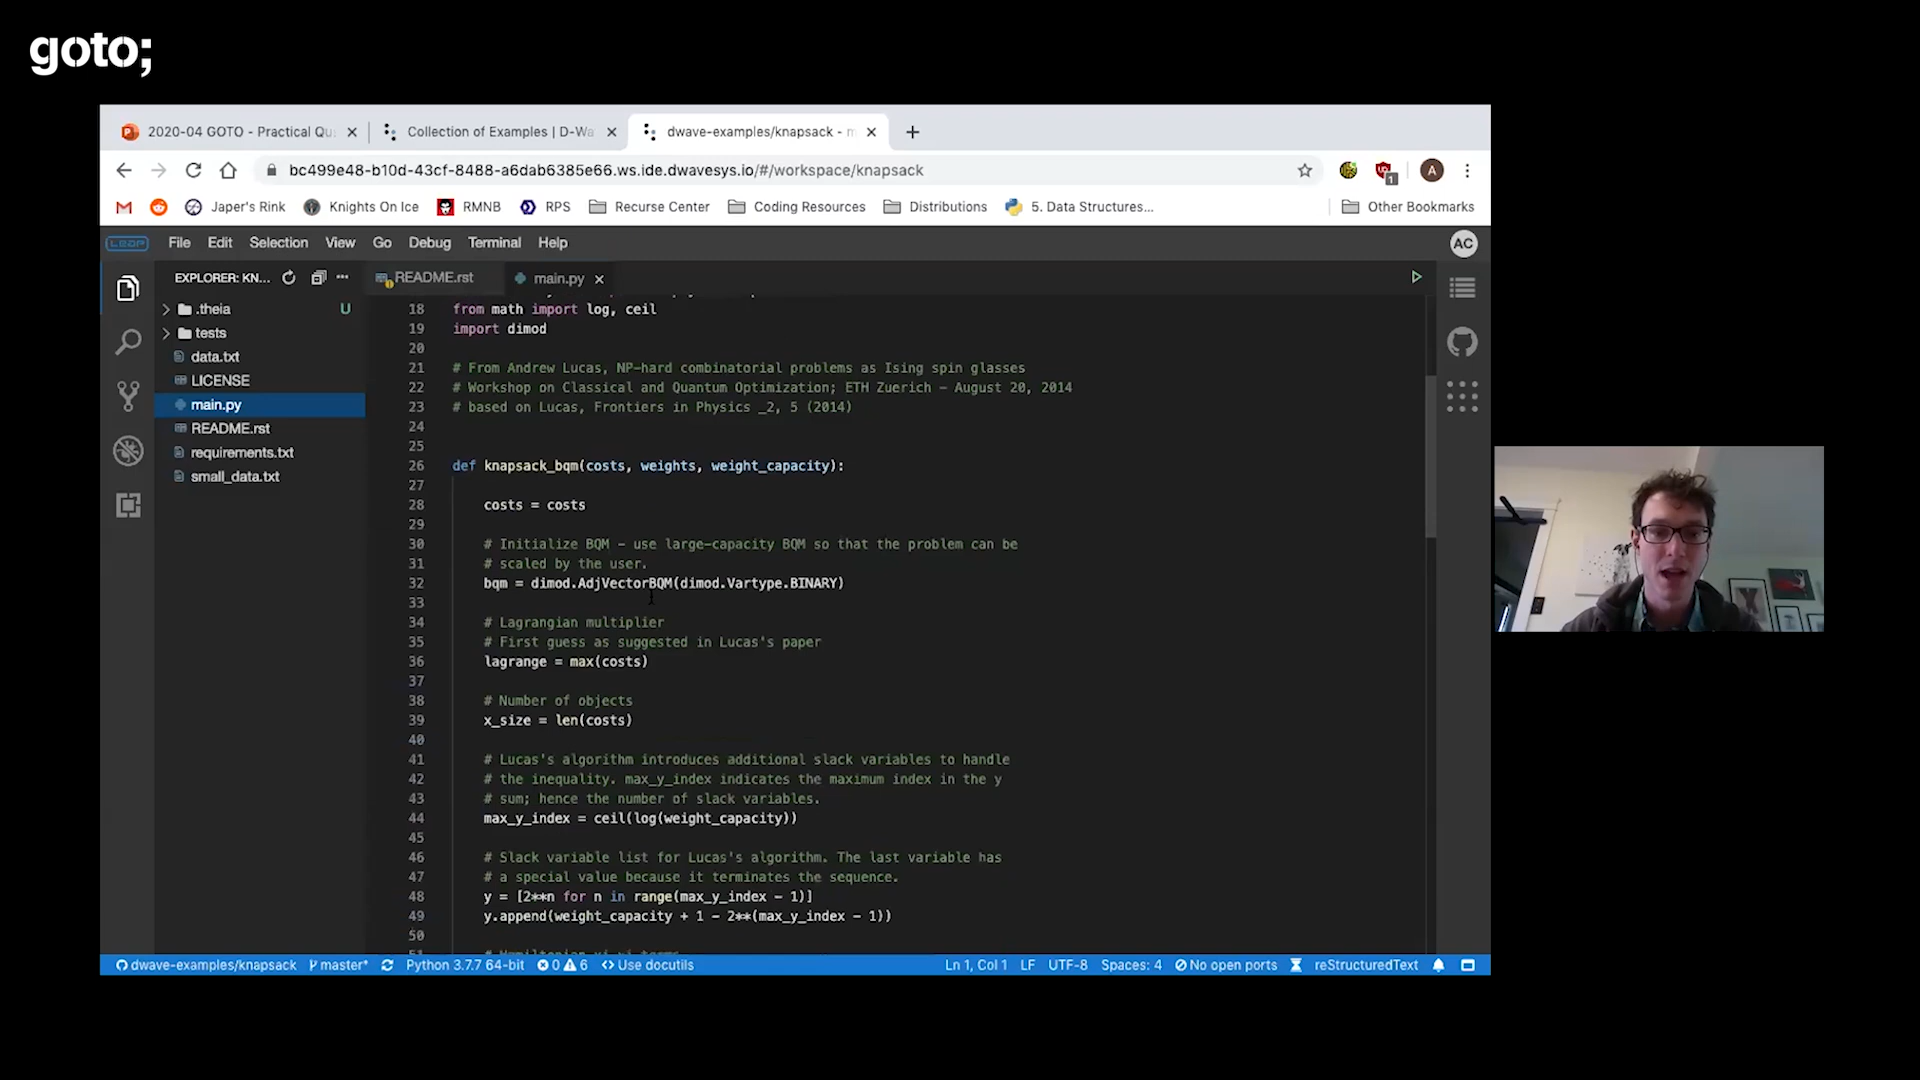 goto;
2020-04 GOTO - Practical Qu
Collection of Examples | D-Wa
dwave-examples/knapsack - m
bc499e48-b10d-43cf-8488-a6dab6385e66.ws.ide.dwavesys.io/#/workspace/knapsack
1
A
Japer's Rink
Knights On Ice
RMNB
RPS
Recurse Center
Coding Resources
Distributions
5. Data Structures...
Other Bookmarks
LEAP
File
Edit
Selection
View
Go
Debug
Terminal
Help
AC
EXPLORER: KN...
README.rst
main.py
.theia
U
tests
data.txt
LICENSE
main.py
README.rst
requirements.txt
small_data.txt
18 from math import log, ceil
19 import dimod
20
21 # From Andrew Lucas, NP-hard combinatorial problems as Ising spin glasses
22 # Workshop on Classical and Quantum Optimization; ETH Zuerich - August 20, 2014
23 # based on Lucas, Frontiers in Physics _2, 5 (2014)
24
25
26 def knapsack_bqm(costs, weights, weight_capacity):
27
28 costs = costs
29
30 # Initialize BQM - use large-capacity BQM so that the problem can be
31 # scaled by the user.
32 bqm = dimod.AdjVectorBQM(dimod.Vartype.BINARY)
33
34 # Lagrangian multiplier
35 # First guess as suggested in Lucas's paper
36 lagrange = max(costs)
37
38 # Number of objects
39 x_size = len(costs)
40
41 # Lucas's algorithm introduces additional slack variables to handle
42 # the inequality. max_y_index indicates the maximum index in the y
43 # sum; hence the number of slack variables.
44 max_y_index = ceil(log(weight_capacity))
45
46 # Slack variable list for Lucas's algorithm. The last variable has
47 # a special value because it terminates the sequence.
48 y = [2**n for n in range(max_y_index - 1)]
49 y.append(weight_capacity + 1 - 2**(max_y_index - 1))
50
dwave-examples/knapsack
master*
Python 3.7.7 64-bit
0
6
Use docutils
Ln 1, Col 1
LF
UTF-8
Spaces: 4
No open ports
reStructuredText